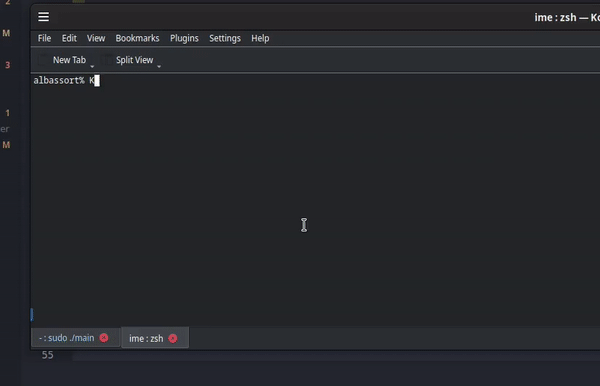 2
ime : zsh — Ko
M
File Edit View Bookmarks Plugins Settings Help
3
New Tab Split View
albassort% K
1
er
M
- : sudo ./main
ime : zsh
55